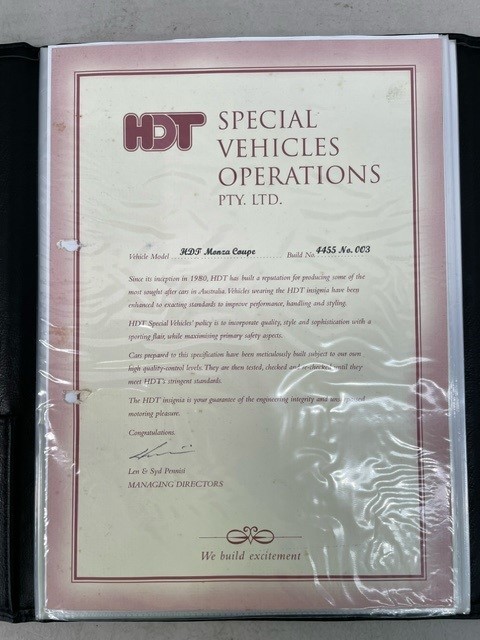 HDT
SPECIAL
VEHICLES
OPERATIONS
PTY. LTD.
Vehicle Model HDT Monza Coupe Build No. 4455 No. 003
Since its inception in 1980, HDT has built a reputation for producing some of the
most sought after cars in Australia. Vehicles wearing the HDT insignia have been
enhanced to exacting standards to improve performance, handling and styling.
HDT Special Vehicles' policy is to incorporate quality, style and sophistication with a
sporting flair, while maximising primary safety aspects.
Cars prepared to this specification have been meticulously built subject to our own
high quality-control levels. They are then tested, checked and re-checked until they
meet HDT's stringent standards.
The HDT insignia is your guarantee of the engineering integrity and
motoring pleasure.
Congratulations.
Len & Syd Pennisi
MANAGING DIRECTORS
We build excitement